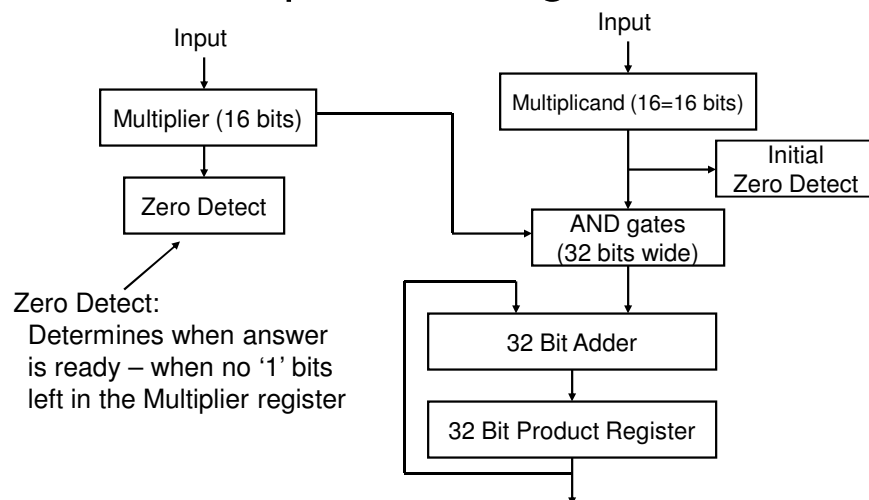 Input
Input
Multiplier (16 bits)
Multiplicand (16=16 bits)
Initial
Zero Detect
Zero Detect
AND gates
(32 bits wide)
Zero Detect:
Determines when answer
is ready – when no ‘1’ bits
left in the Multiplier register
32 Bit Adder
32 Bit Product Register